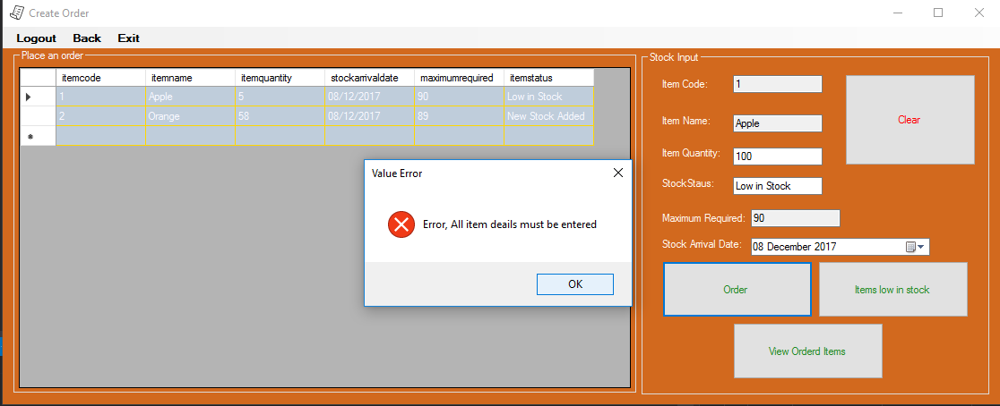 Create Order
Logout Back Exit
Place an order
itemcode itemname itemquantity stockarrivaldate maximumrequired itemstatus
1 Apple 5 08/12/2017 90 Low in Stock
2 Orange 58 08/12/2017 89 New Stock Added
Value Error
Error, All item deails must be entered
OK
Stock Input
Item Code: 1
Item Name: Apple
Item Quantity: 100
StockStaus: Low in Stock
Maximum Required: 90
Stock Arrival Date: 08 December 2017
Clear
Order
Items low in stock
View Orderd Items